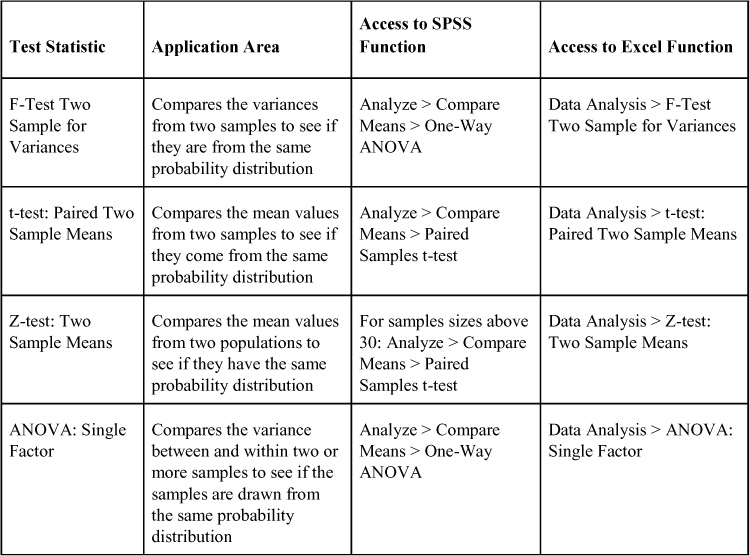 Test Statistic
Application Area
Access to SPSS
Function
Access to Excel Function
F-Test Two
Sample for
Variances
Compares the variances
from two samples to see if
they are from the same
probability distribution
Analyze > Compare
Means > One-Way
ANOVA
Data Analysis > F-Test
Two Sample for Variances
t-test: Paired Two
Sample Means
Compares the mean values
from two samples to see if
they come from the same
probability distribution
Analyze > Compare
Means > Paired
Samples t-test
Data Analysis > t-test:
Paired Two Sample Means
Z-test: Two
Sample Means
Compares the mean values
from two populations to
see if they have the same
probability distribution
For samples sizes above
30: Analyze > Compare
Means > Paired
Samples t-test
Data Analysis > Z-test:
Two Sample Means
ANOVA: Single
Factor
Compares the variance
between and within two or
more samples to see if the
samples are drawn from
the same probability
distribution
Analyze > Compare
Means > One-Way
ANOVA
Data Analysis > ANOVA:
Single Factor